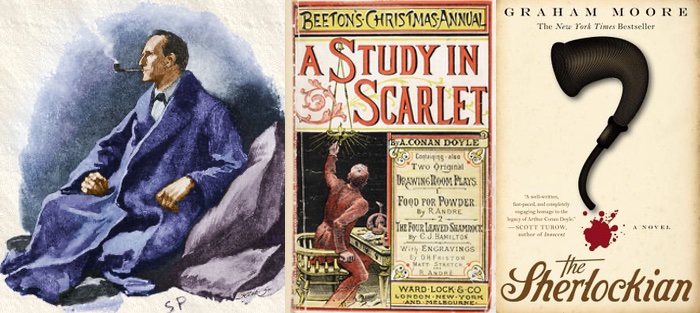 SP
BEETON'S·CHRISTMAS·ANNUAL
A STUDY IN
SCARLET
By A. CONAN DOYLE
Containing also
Two Original
DRAWING ROOM PLAYS
1
FOOD FOR POWDER
By R. ANDRÉ
2
THE FOUR LEAVED SHAMROCK
By C. J. HAMILTON
With ENGRAVINGS
By D H FRISTON
MATT STRETCH
R. ANDRÉ
WARD·LOCK & CO
LONDON·NEW·YORK
AND MELBOURNE
GRAHAM MOORE
The New York Times Bestseller
"A well-written,
fast-paced, and completely
engaging homage to the
legacy of Arthur Conan Doyle."
—SCOTT TUROW,
author of Innocent
A NOVEL
the
Sherlockian